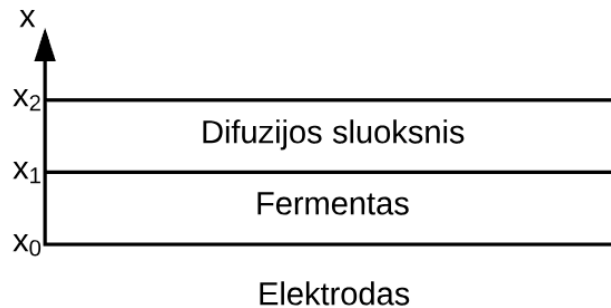 x
x₂
Difuzijos sluoksnis
x₁
Fermentas
x₀
Elektrodas